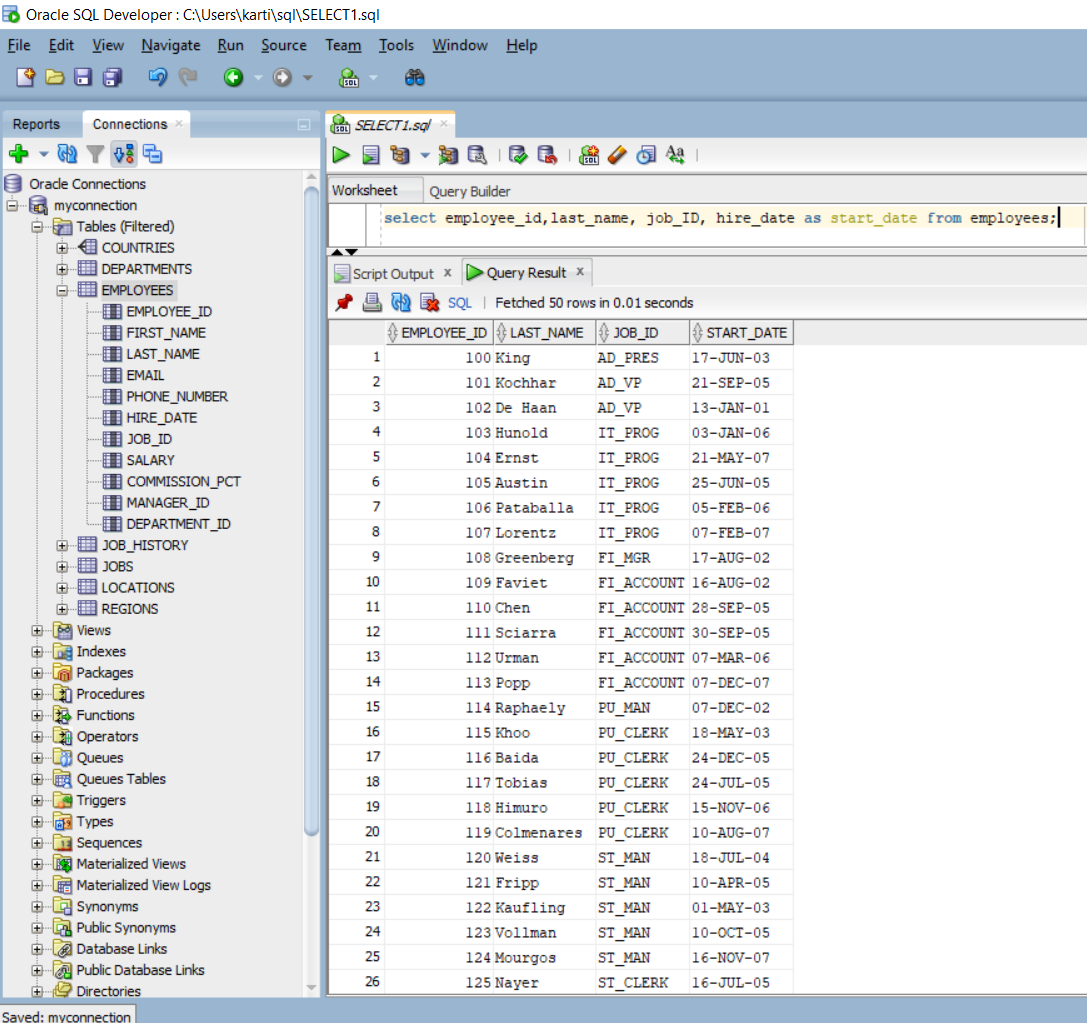 Oracle SQL Developer : C:\Users\karti\sql\SELECT1.sql
File Edit View Navigate Run Source Team Tools Window Help
Reports Connections
Oracle Connections
myconnection
Tables (Filtered)
COUNTRIES
DEPARTMENTS
EMPLOYEES
EMPLOYEE_ID
FIRST_NAME
LAST_NAME
EMAIL
PHONE_NUMBER
HIRE_DATE
JOB_ID
SALARY
COMMISSION_PCT
MANAGER_ID
DEPARTMENT_ID
JOB_HISTORY
JOBS
LOCATIONS
REGIONS
Views
Indexes
Packages
Procedures
Functions
Operators
Queues
Queues Tables
Triggers
Types
Sequences
Materialized Views
Materialized View Logs
Synonyms
Public Synonyms
Database Links
Public Database Links
Directories
Saved: myconnection
SELECT1.sql
Worksheet Query Builder
select employee_id,last_name, job_ID, hire_date as start_date from employees;
Script Output x Query Result x
SQL | Fetched 50 rows in 0.01 seconds
EMPLOYEE_ID LAST_NAME JOB_ID START_DATE
1 100 King AD_PRES 17-JUN-03
2 101 Kochhar AD_VP 21-SEP-05
3 102 De Haan AD_VP 13-JAN-01
4 103 Hunold IT_PROG 03-JAN-06
5 104 Ernst IT_PROG 21-MAY-07
6 105 Austin IT_PROG 25-JUN-05
7 106 Pataballa IT_PROG 05-FEB-06
8 107 Lorentz IT_PROG 07-FEB-07
9 108 Greenberg FI_MGR 17-AUG-02
10 109 Faviet FI_ACCOUNT 16-AUG-02
11 110 Chen FI_ACCOUNT 28-SEP-05
12 111 Sciarra FI_ACCOUNT 30-SEP-05
13 112 Urman FI_ACCOUNT 07-MAR-06
14 113 Popp FI_ACCOUNT 07-DEC-07
15 114 Raphaely PU_MAN 07-DEC-02
16 115 Khoo PU_CLERK 18-MAY-03
17 116 Baida PU_CLERK 24-DEC-05
18 117 Tobias PU_CLERK 24-JUL-05
19 118 Himuro PU_CLERK 15-NOV-06
20 119 Colmenares PU_CLERK 10-AUG-07
21 120 Weiss ST_MAN 18-JUL-04
22 121 Fripp ST_MAN 10-APR-05
23 122 Kaufling ST_MAN 01-MAY-03
24 123 Vollman ST_MAN 10-OCT-05
25 124 Mourgos ST_MAN 16-NOV-07
26 125 Nayer ST_CLERK 16-JUL-05